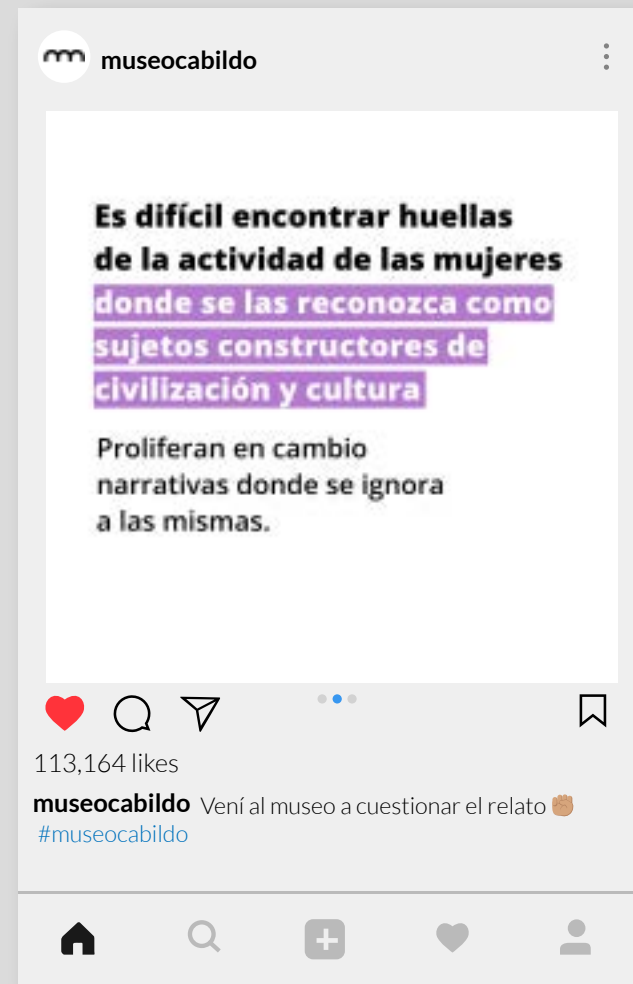 museocabildo
Es difícil encontrar huellas
de la actividad de las mujeres
donde se las reconozca como
sujetos constructores de
civilización y cultura
Proliferan en cambio
narrativas donde se ignora
a las mismas.
113,164 likes
museocabildo Vení al museo a cuestionar el relato ✊🏽
#museocabildo